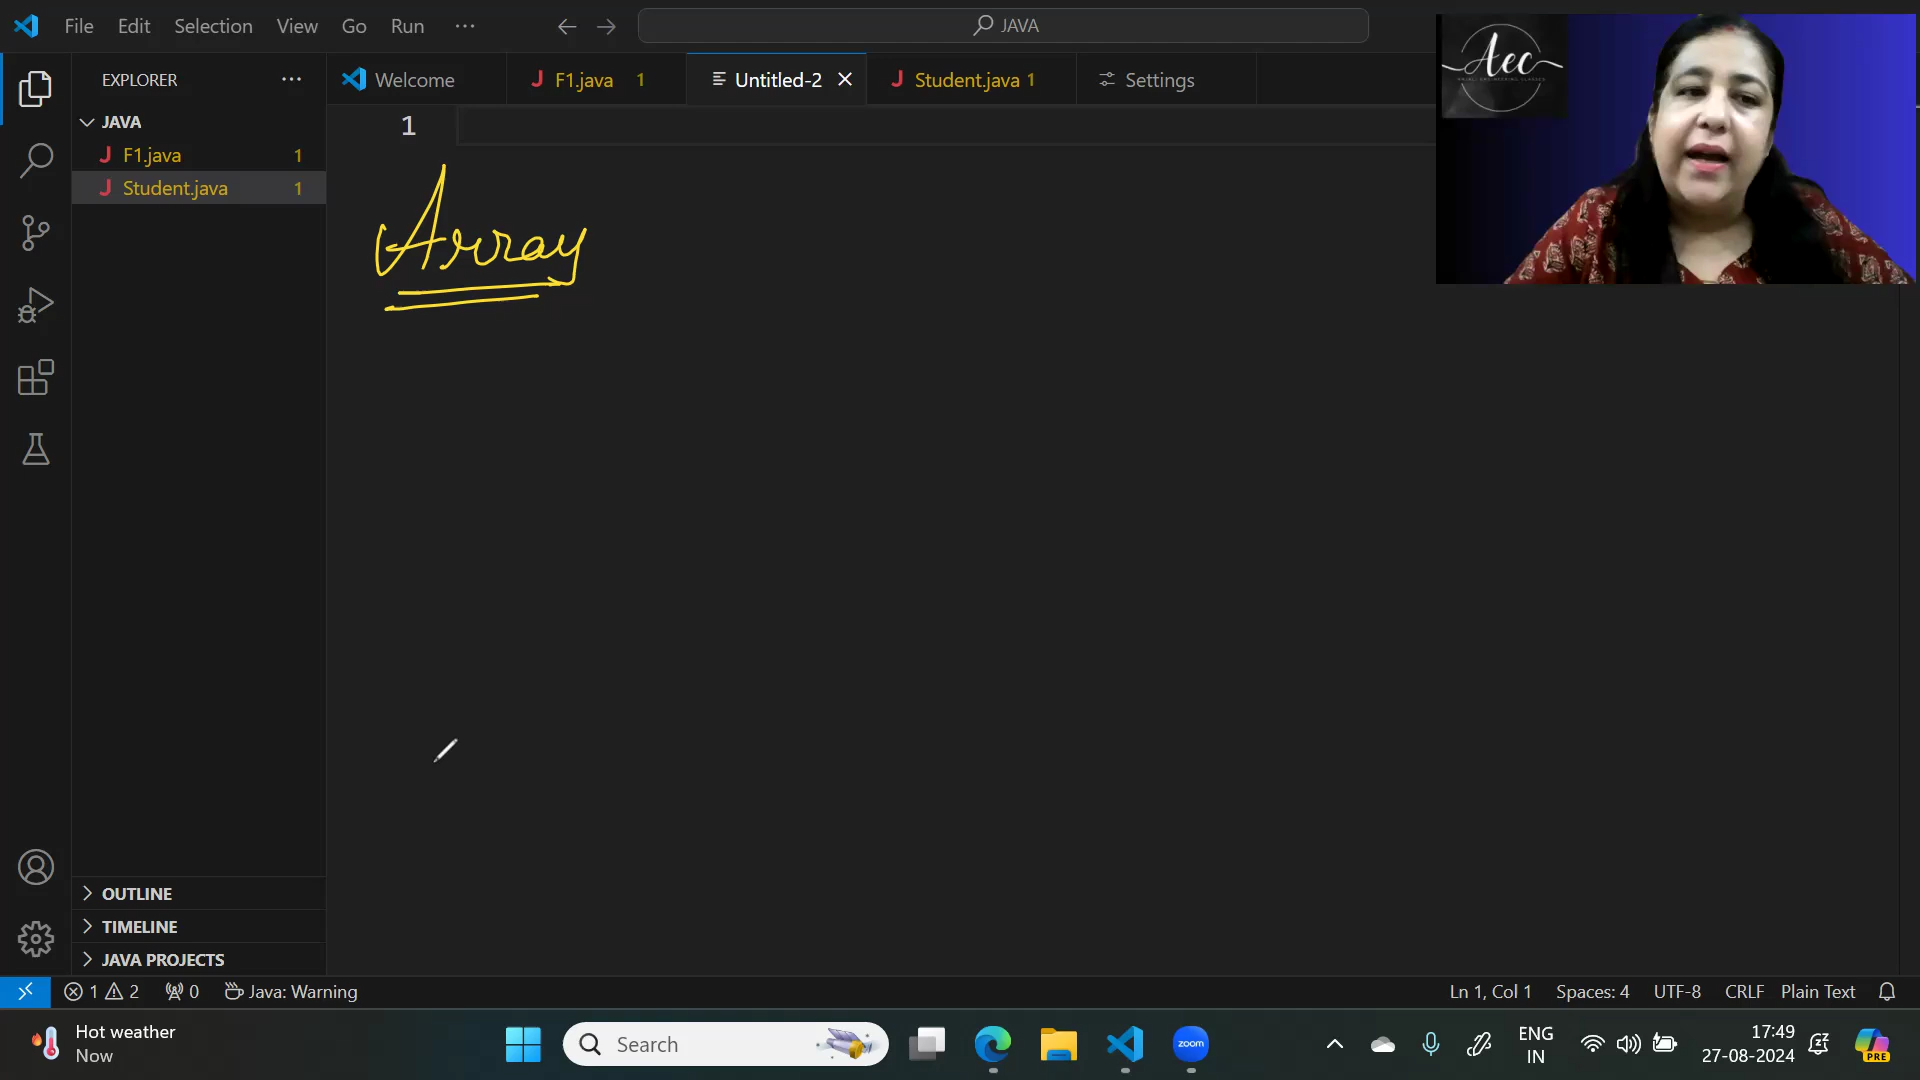 File Edit Selection View Go Run ··· JAVA
Aec
EXPLORER ···
Welcome F1.java 1 Untitled-2 Student.java 1 Settings
JAVA
1
F1.java 1
Student.java 1
Array
OUTLINE
TIMELINE
JAVA PROJECTS
1 2 0 Java: Warning Ln 1, Col 1 Spaces: 4 UTF-8 CRLF Plain Text
Hot weather
Now
Search
zoom
ENG
IN
17:49
27-08-2024
PRE